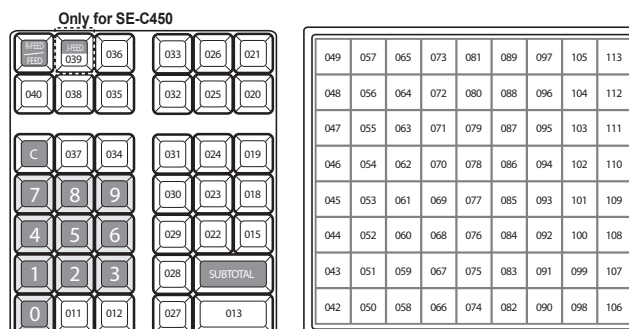 Only for SE-C450
R-FEED FEED J-FEED 039 036 033 026 021
040 038 035 032 025 020
C 037 034 031 024 019
7 8 9 030 023 018
4 5 6 029 022 015
1 2 3 028 SUBTOTAL
0 011 012 027 013
049 057 065 073 081 089 097 105 113
048 056 064 072 080 088 096 104 112
047 055 063 071 079 087 095 103 111
046 054 062 070 078 086 094 102 110
045 053 061 069 077 085 093 101 109
044 052 060 068 076 084 092 100 108
043 051 059 067 075 083 091 099 107
042 050 058 066 074 082 090 098 106